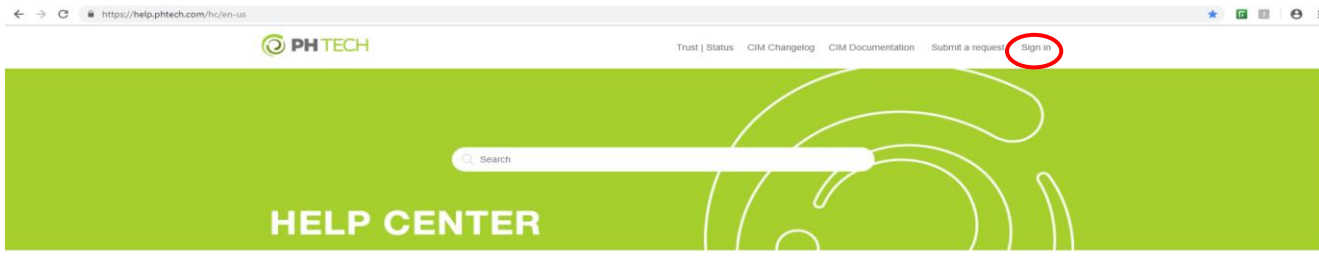 https://help.phtech.com/hc/en-us
PH TECH
Trust | Status CIM Changelog CIM Documentation Submit a request Sign in
Search
HELP CENTER